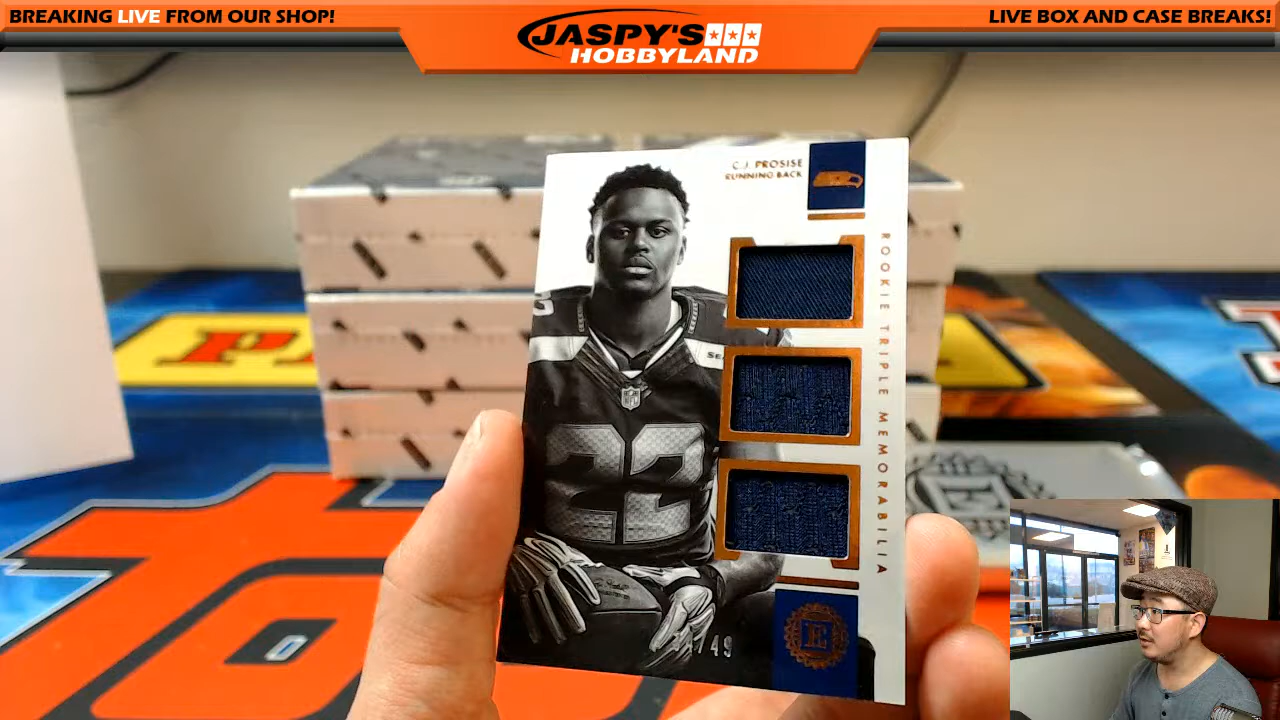 BREAKING LIVE FROM OUR SHOP!
JASPY'S
HOBBYLAND
LIVE BOX AND CASE BREAKS!
C.J. PROSISE
RUNNING BACK
ROOKIE TRIPLE MEMORABILIA
22
/49
E